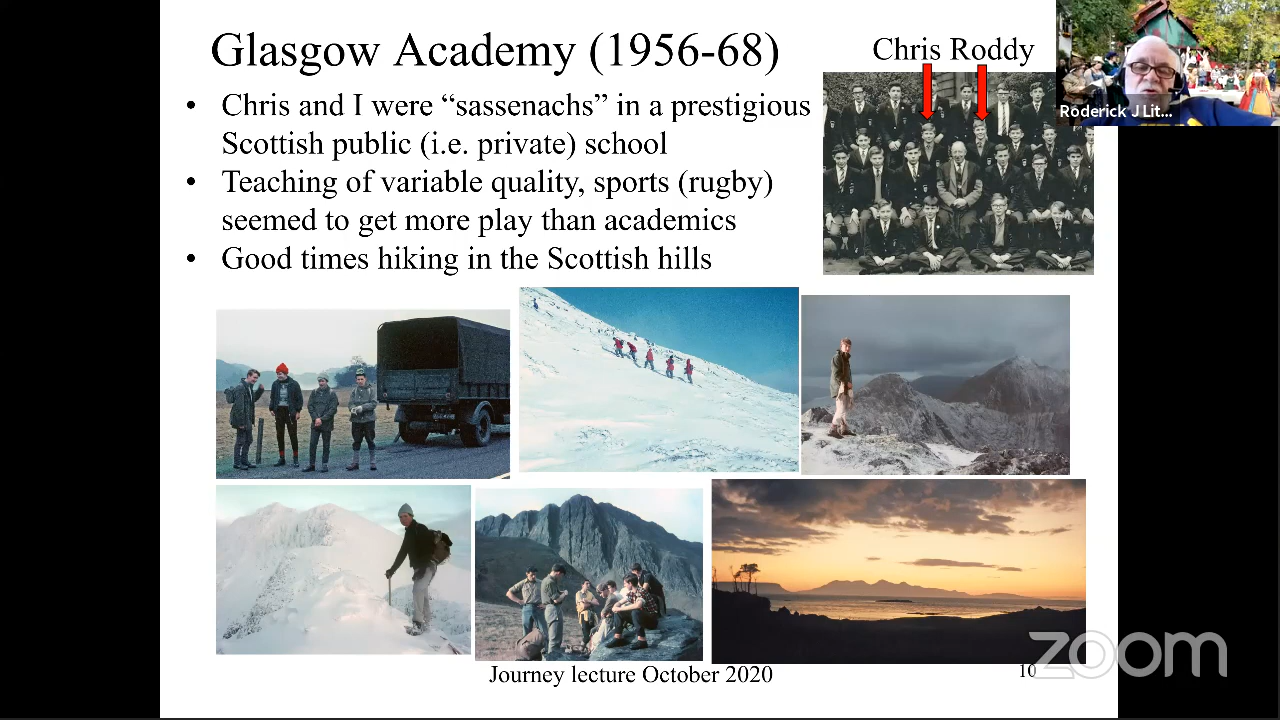 Glasgow Academy (1956-68)
Chris Roddy
• Chris and I were “sassenachs” in a prestigious
Scottish public (i.e. private) school
• Teaching of variable quality, sports (rugby)
seemed to get more play than academics
• Good times hiking in the Scottish hills
Roderick J Lit...
Journey lecture October 2020
10
zoom